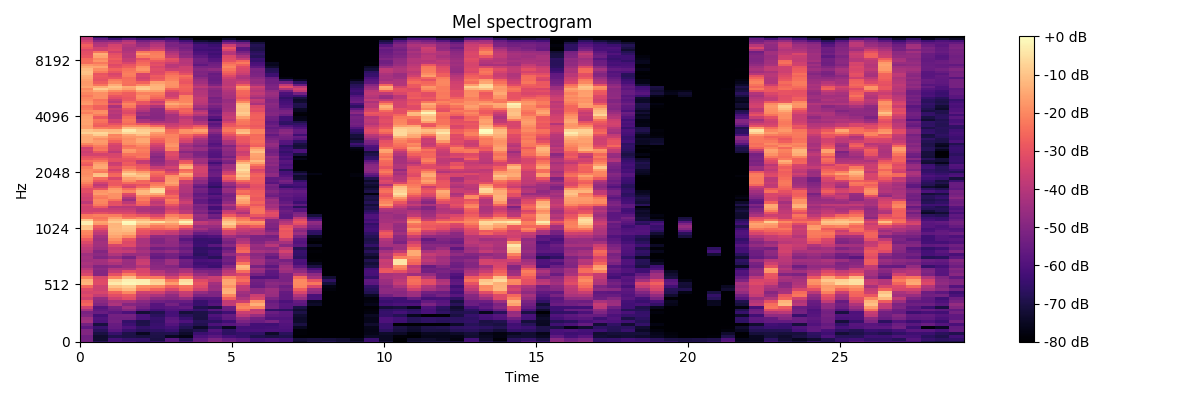 Mel spectrogram
8192
4096
2048
1024
512
0
Hz
0 5 10 15 20 25
Time
+0 dB
-10 dB
-20 dB
-30 dB
-40 dB
-50 dB
-60 dB
-70 dB
-80 dB